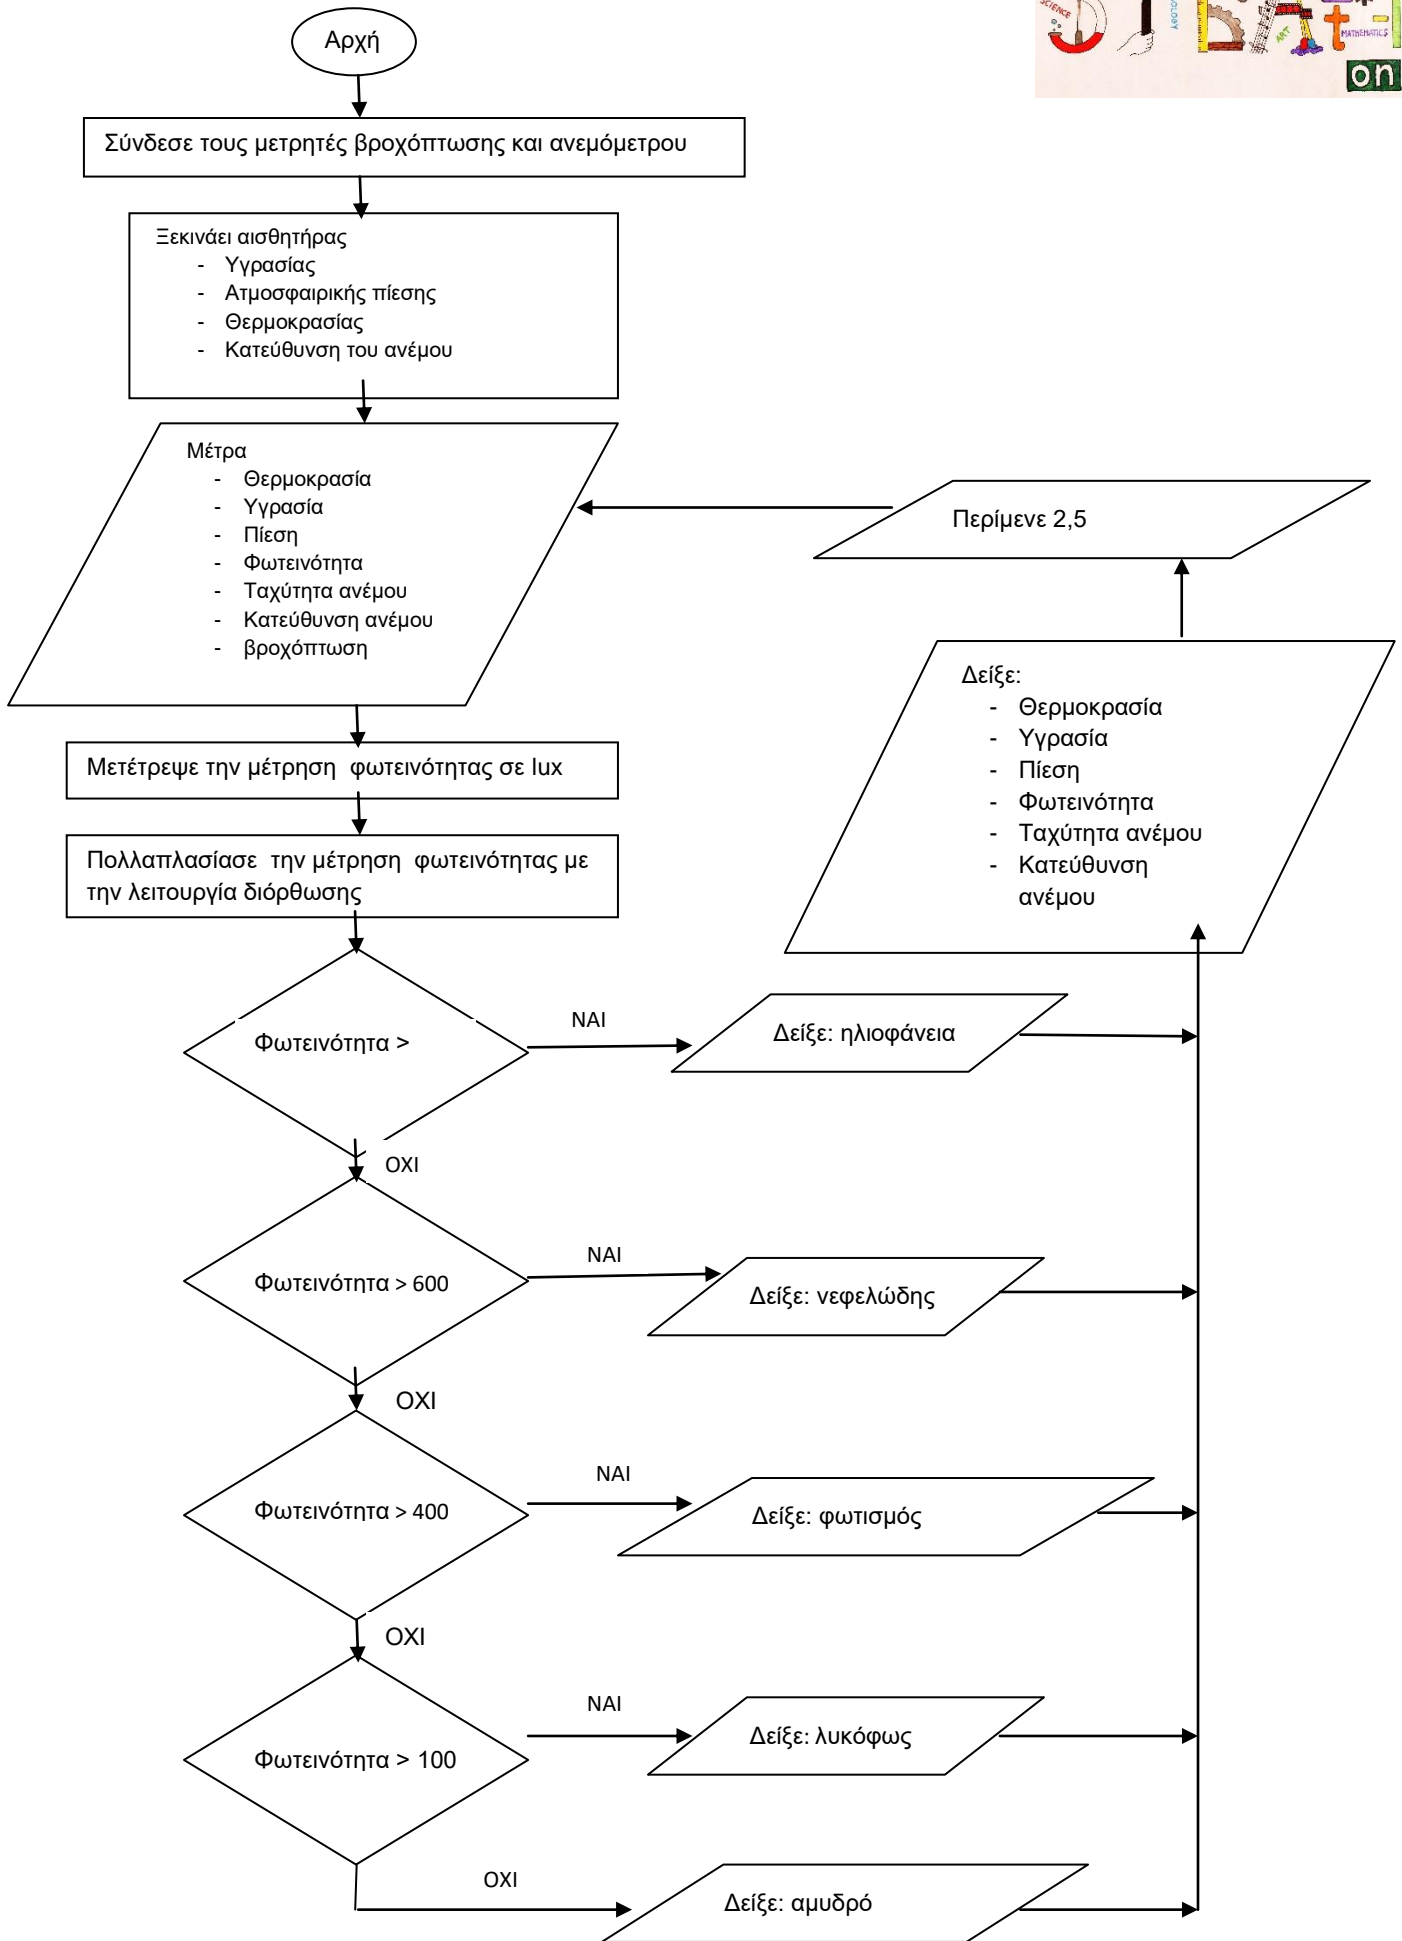 Αρχή
SCIENCE
ART
MATHEMATICS
on
Σύνδεσε τους μετρητές βροχόπτωσης και ανεμόμετρου
Ξεκινάει αισθητήρας
- Υγρασίας
- Ατμοσφαιρικής πίεσης
- Θερμοκρασίας
- Κατεύθυνση του ανέμου
Μέτρα
- Θερμοκρασία
- Υγρασία
- Πίεση
- Φωτεινότητα
- Ταχύτητα ανέμου
- Κατεύθυνση ανέμου
- βροχόπτωση
Περίμενε 2,5
Δείξε:
- Θερμοκρασία
- Υγρασία
- Πίεση
- Φωτεινότητα
- Ταχύτητα ανέμου
- Κατεύθυνση
ανέμου
Μετέτρεψε την μέτρηση φωτεινότητας σε lux
Πολλαπλασίασε την μέτρηση φωτεινότητας με
την λειτουργία διόρθωσης
Φωτεινότητα >
ΝΑΙ
Δείξε: ηλιοφάνεια
ΟΧΙ
Φωτεινότητα > 600
ΝΑΙ
Δείξε: νεφελώδης
ΟΧΙ
Φωτεινότητα > 400
ΝΑΙ
Δείξε: φωτισμός
ΟΧΙ
Φωτεινότητα > 100
ΝΑΙ
Δείξε: λυκόφως
ΟΧΙ
Δείξε: αμυδρό